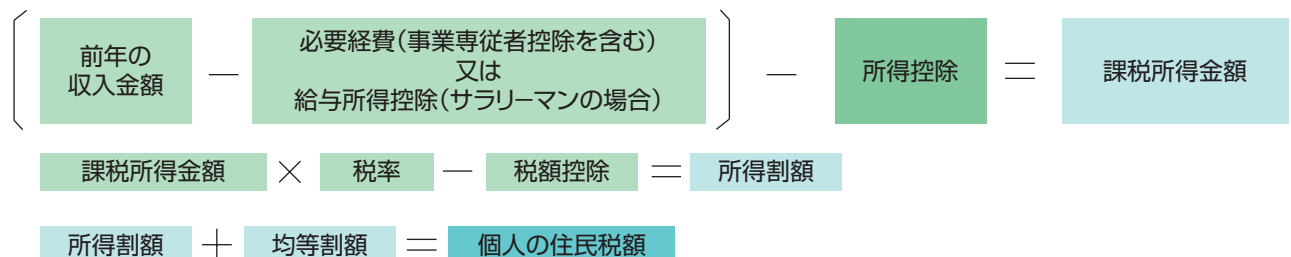 ( 前年の収入金額 − 必要経費（事業専従者控除を含む）又は給与所得控除（サラリーマンの場合） ) − 所得控除 ＝ 課税所得金額
課税所得金額 × 税率 − 税額控除 ＝ 所得割額
所得割額 ＋ 均等割額 ＝ 個人の住民税額